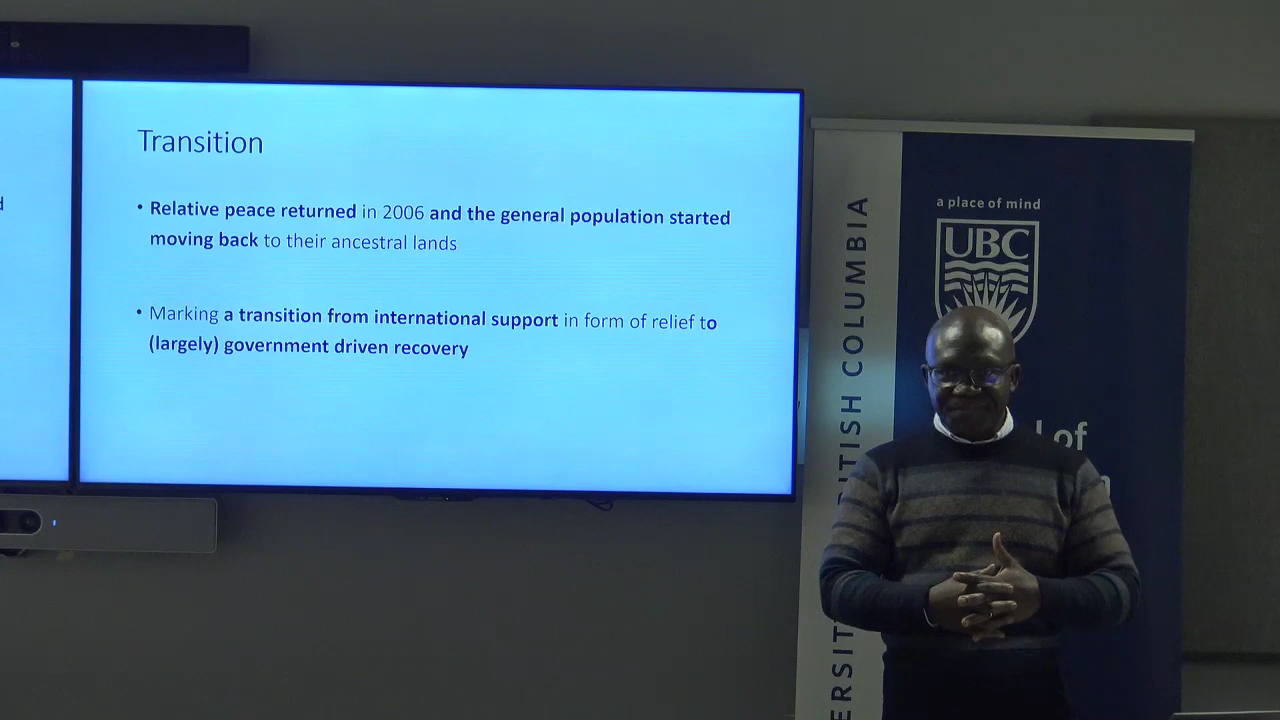 Transition
• Relative peace returned in 2006 and the general population started
moving back to their ancestral lands
• Marking a transition from international support in form of relief to
(largely) government driven recovery
a place of mind
UBC
BRITISH COLUMBIA
of